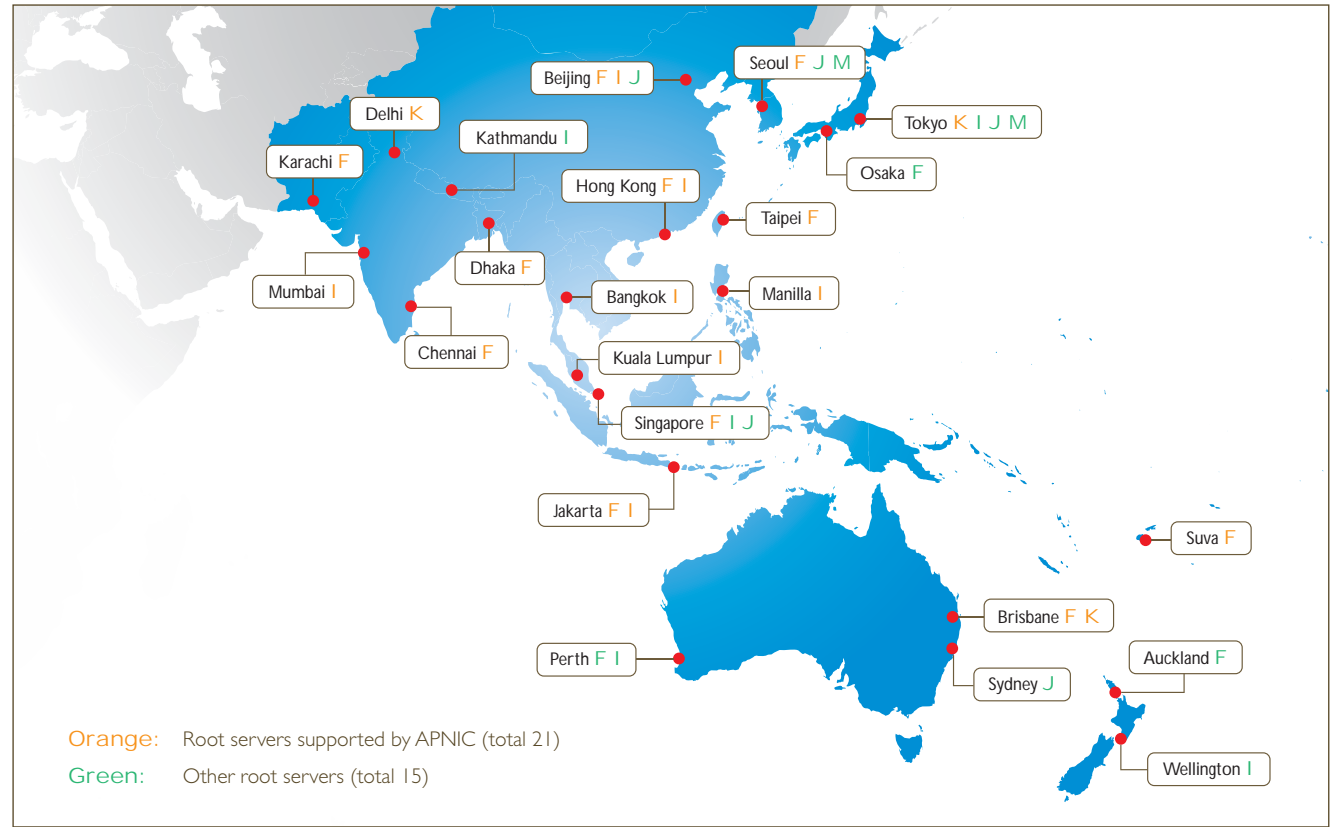 Seoul F J M
Beijing F I J
Delhi K
Tokyo K I J M
Kathmandu I
Karachi F
Osaka F
Hong Kong F I
Taipei F
Dhaka F
Mumbai I
Bangkok I
Manilla I
Chennai F
Kuala Lumpur I
Singapore F I J
Jakarta F I
Suva F
Brisbane F K
Perth F I
Auckland F
Sydney J
Orange: Root servers supported by APNIC (total 21)
Green: Other root servers (total 15)
Wellington I